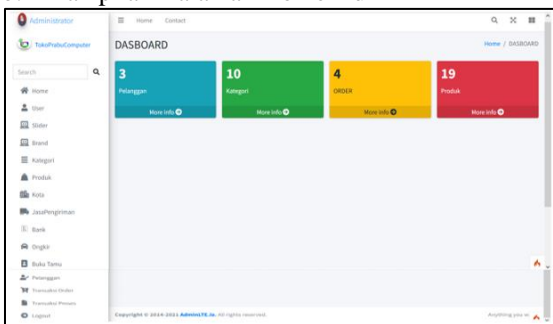 Administrator
Home Contact
TokoPrabuComputer
DASBOARD
Home / DASBOARD
Search
Home
User
Slider
Brand
Kategori
Produk
Kota
JasaPengiriman
Bank
Ongkir
Buku Tamu
Pelanggan
Transaksi Order
Transaksi Proses
Logout
3
Pelanggan
More info
10
Kategori
More info
4
ORDER
More info
19
Produk
More info
Copyright © 2014-2021 AdminLTE.io. All rights reserved.
Anything you w